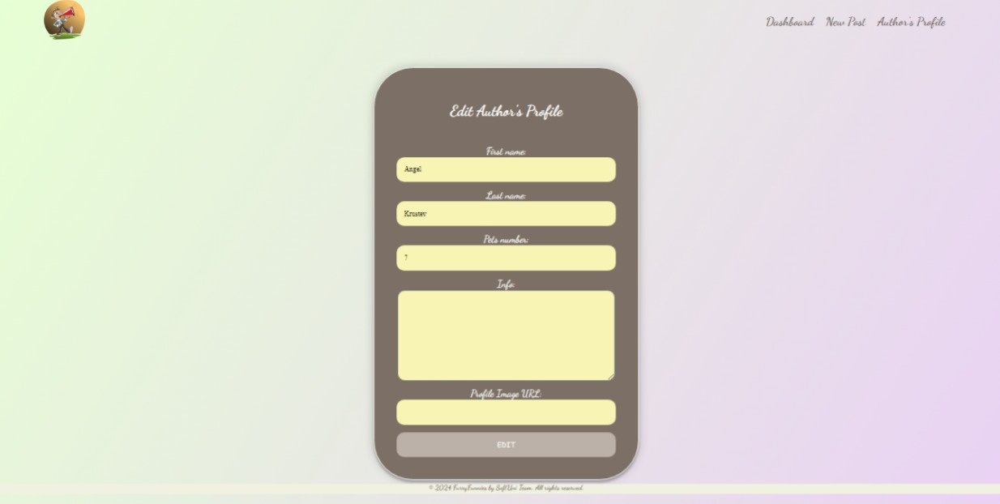 Dashboard New Post Author's Profile
Edit Author's Profile
First name:
Angel
Last name:
Krustev
Pets number:
7
Info:
Profile Image URL:
EDIT
© 2024 FurryFunnies by SoftUni Team. All rights reserved.